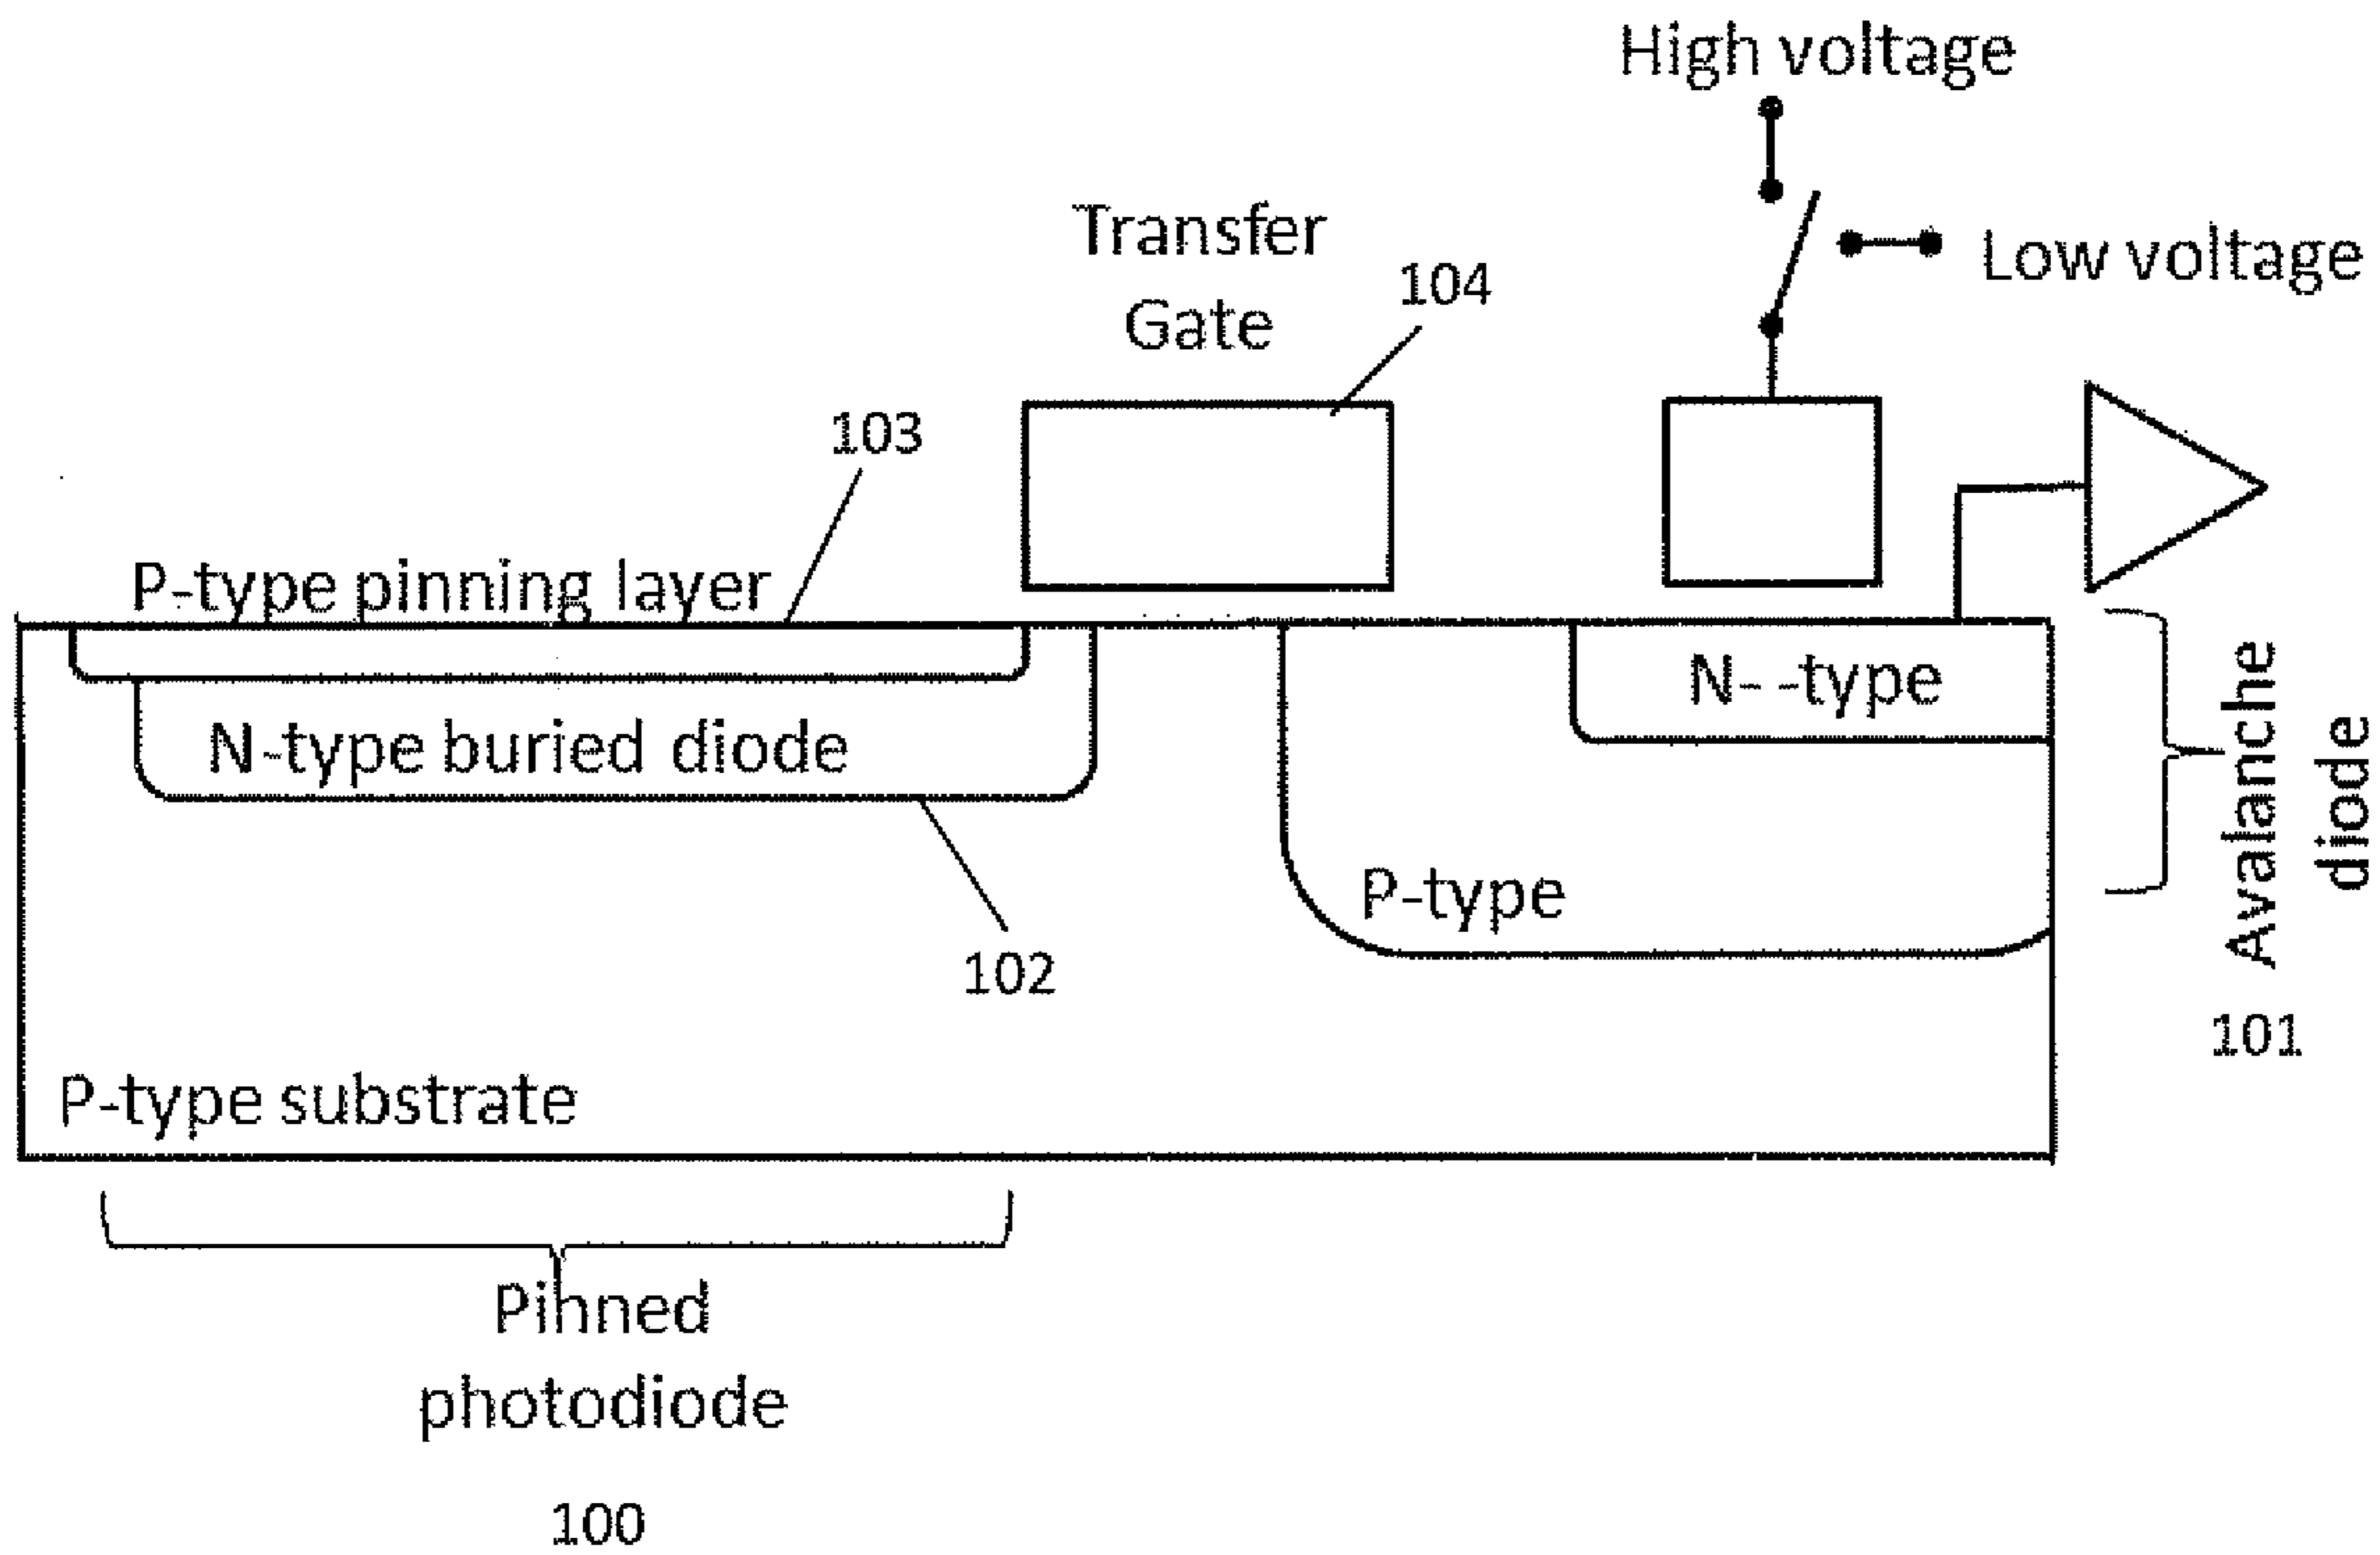 High voltage
Low voltage
Transfer
Gate
104
103
P-type pinning layer
N--type
N-type buried diode
P-type
102
Avalanche
diode
101
P-type substrate
Pinned
photodiode
100